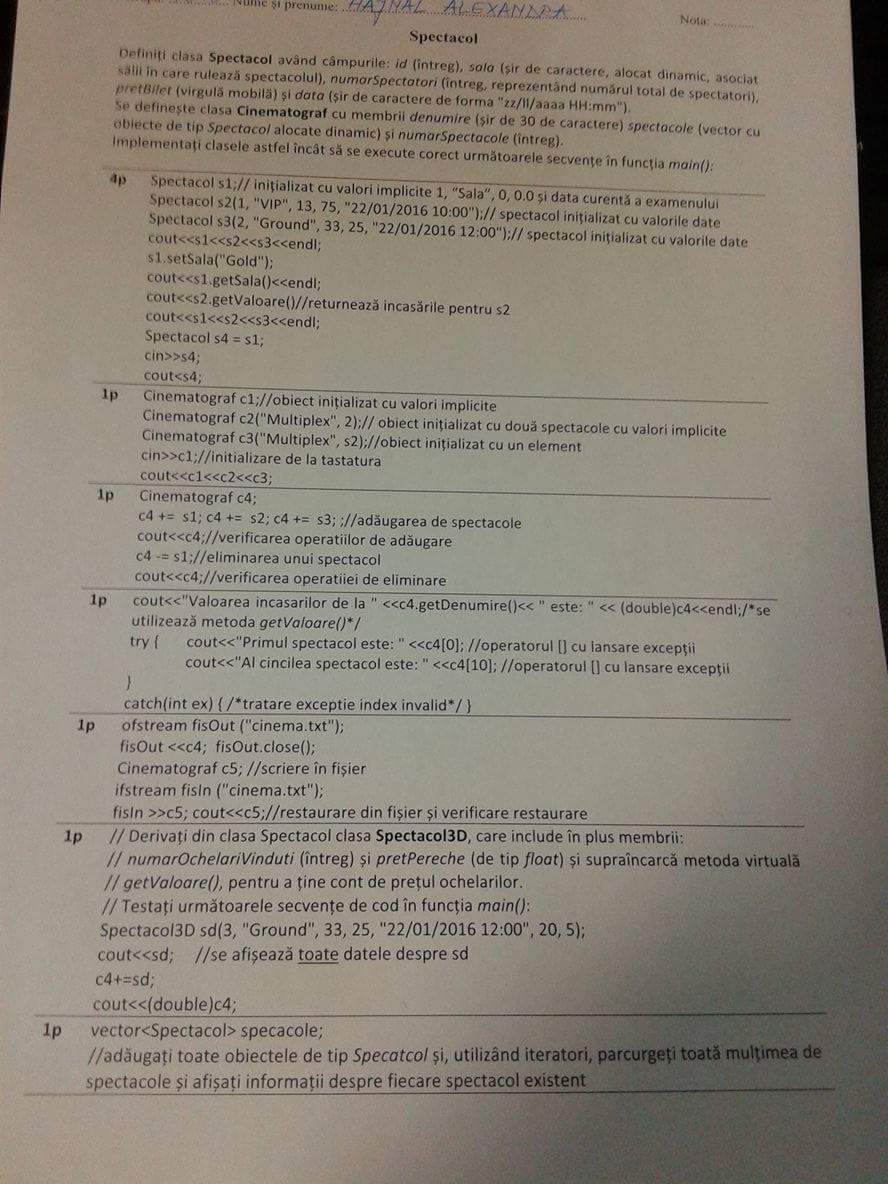 Nume și prenume: HAJNAL ALEXANDRA
Nota: ............
Spectacol
Definiți clasa Spectacol având câmpurile: id (întreg), sala (șir de caractere, alocat dinamic, asociat
sălii în care rulează spectacolul), numarSpectatori (întreg, reprezentând numărul total de spectatori),
pretBilet (virgulă mobilă) și data (șir de caractere de forma "zz/ll/aaaa HH:mm").
Se definește clasa Cinematograf cu membrii denumire (șir de 30 de caractere) spectacole (vector cu
obiecte de tip Spectacol alocate dinamic) și numarSpectacole (întreg).
Implementați clasele astfel încât să se execute corect următoarele secvențe în funcția main():
4p Spectacol s1;// inițializat cu valori implicite 1, "Sala", 0, 0.0 și data curentă a examenului
Spectacol s2(1, "VIP", 13, 75, "22/01/2016 10:00");// spectacol inițializat cu valorile date
Spectacol s3(2, "Ground", 33, 25, "22/01/2016 12:00");// spectacol inițializat cu valorile date
cout<<s1<<s2<<s3<<endl;
s1.setSala("Gold");
cout<<s1.getSala()<<endl;
cout<<s2.getValoare()//returnează incasările pentru s2
cout<<s1<<s2<<s3<<endl;
Spectacol s4 = s1;
cin>>s4;
cout<s4;
1p Cinematograf c1;//obiect inițializat cu valori implicite
Cinematograf c2("Multiplex", 2);// obiect inițializat cu două spectacole cu valori implicite
Cinematograf c3("Multiplex", s2);//obiect inițializat cu un element
cin>>c1;//initializare de la tastatura
cout<<c1<<c2<<c3;
1p Cinematograf c4;
c4 += s1; c4 += s2; c4 += s3; ;//adăugarea de spectacole
cout<<c4;//verificarea operatiilor de adăugare
c4 -= s1;//eliminarea unui spectacol
cout<<c4;//verificarea operatiiei de eliminare
1p cout<<"Valoarea incasarilor de la " <<c4.getDenumire()<< " este: " << (double)c4<<endl;/*se
utilizează metoda getValoare()*/
try { cout<<"Primul spectacol este: " <<c4[0]; //operatorul [] cu lansare excepții
cout<<"Al cincilea spectacol este: " <<c4[10]; //operatorul [] cu lansare excepții
}
catch(int ex) { /*tratare exceptie index invalid*/ }
1p ofstream fisOut ("cinema.txt");
fisOut <<c4; fisOut.close();
Cinematograf c5; //scriere în fișier
ifstream fisIn ("cinema.txt");
fisIn >>c5; cout<<c5;//restaurare din fișier și verificare restaurare
1p // Derivați din clasa Spectacol clasa Spectacol3D, care include în plus membrii:
// numarOchelariVinduti (întreg) și pretPereche (de tip float) și supraîncarcă metoda virtuală
// getValoare(), pentru a ține cont de prețul ochelarilor.
// Testați următoarele secvențe de cod în funcția main():
Spectacol3D sd(3, "Ground", 33, 25, "22/01/2016 12:00", 20, 5);
cout<<sd; //se afișează toate datele despre sd
c4+=sd;
cout<<(double)c4;
1p vector<Spectacol> specacole;
//adăugați toate obiectele de tip Specatcol și, utilizând iteratori, parcurgeți toată mulțimea de
spectacole și afișați informații despre fiecare spectacol existent